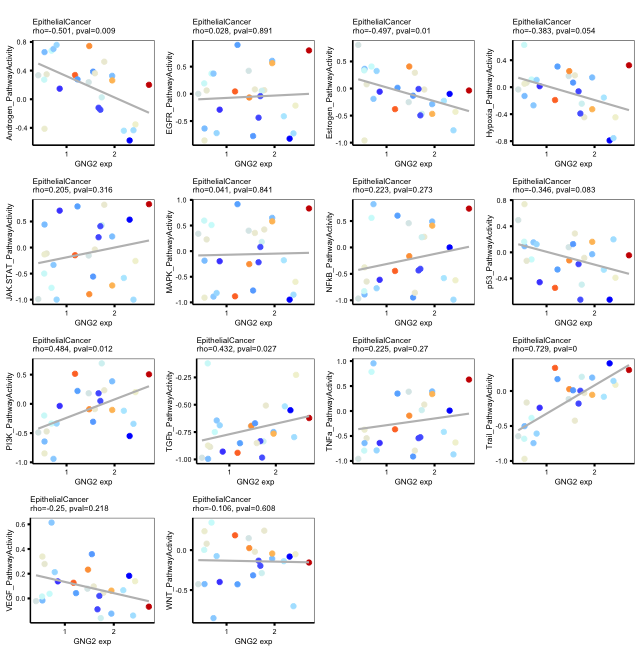 EpithelialCancer
rho=-0.501, pval=0.009
Androgen_PathwayActivity
0.8
0.4
0.0
-0.4
1
2
GNG2 exp
EpithelialCancer
rho=0.028, pval=0.891
EGFR_PathwayActivity
0.5
0.0
-0.5
1
2
GNG2 exp
EpithelialCancer
rho=-0.497, pval=0.01
Estrogen_PathwayActivity
0.5
0.0
-0.5
-1.0
1
2
GNG2 exp
EpithelialCancer
rho=-0.383, pval=0.054
Hypoxia_PathwayActivity
0.4
0.0
-0.4
-0.8
1
2
GNG2 exp
EpithelialCancer
rho=0.205, pval=0.316
JAK-STAT_PathwayActivity
0.5
0.0
-0.5
-1.0
1
2
GNG2 exp
EpithelialCancer
rho=0.041, pval=0.841
MAPK_PathwayActivity
1.0
0.5
0.0
-0.5
-1.0
1
2
GNG2 exp
EpithelialCancer
rho=0.223, pval=0.273
NFkB_PathwayActivity
0.5
0.0
-0.5
-1.0
1
2
GNG2 exp
EpithelialCancer
rho=-0.346, pval=0.083
p53_PathwayActivity
0.8
0.4
0.0
-0.4
1
2
GNG2 exp
EpithelialCancer
rho=0.484, pval=0.012
PI3K_PathwayActivity
0.5
0.0
-0.5
-1.0
1
2
GNG2 exp
EpithelialCancer
rho=0.432, pval=0.027
TGFb_PathwayActivity
-0.25
-0.50
-0.75
-1.00
1
2
GNG2 exp
EpithelialCancer
rho=0.225, pval=0.27
TNFa_PathwayActivity
1.0
0.5
0.0
-0.5
-1.0
1
2
GNG2 exp
EpithelialCancer
rho=0.729, pval=0
Trail_PathwayActivity
0.0
-0.5
-1.0
1
2
GNG2 exp
EpithelialCancer
rho=-0.25, pval=0.218
VEGF_PathwayActivity
0.6
0.4
0.2
0.0
1
2
GNG2 exp
EpithelialCancer
rho=-0.106, pval=0.608
WNT_PathwayActivity
0.0
-0.5
1
2
GNG2 exp